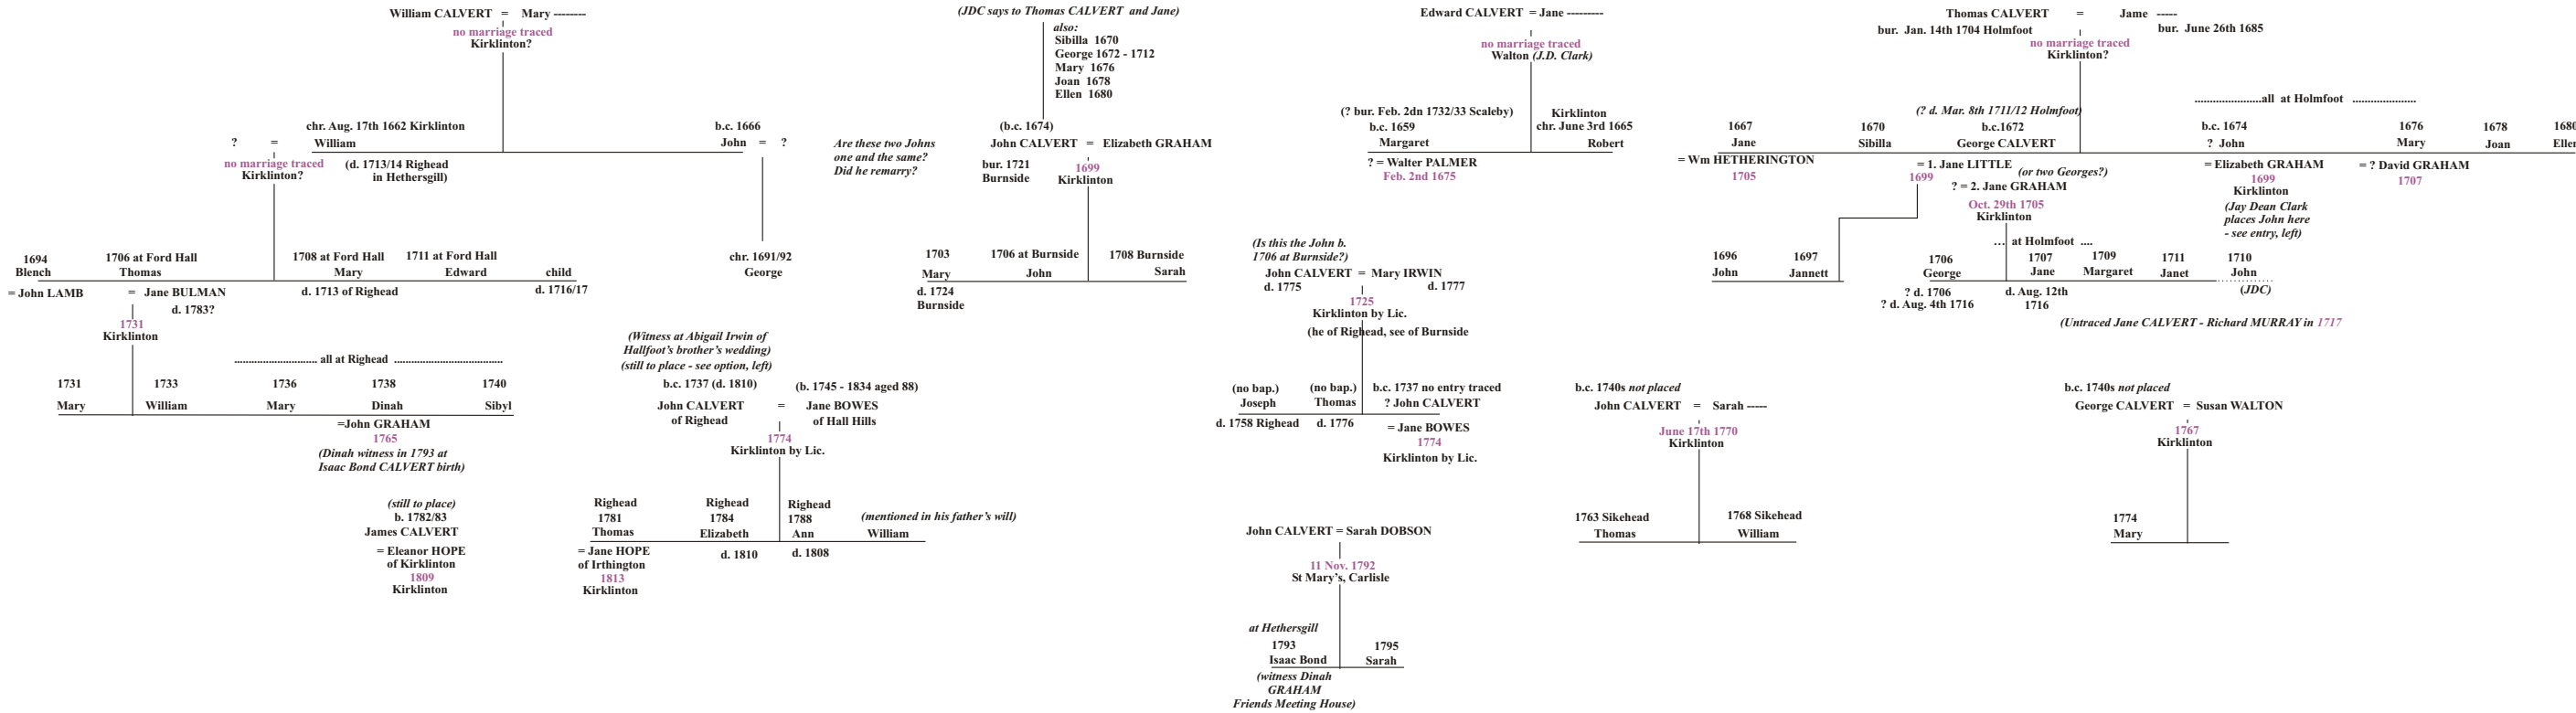 William CALVERT = Mary --------
no marriage traced
Kirklinton?
chr. Aug. 17th 1662 Kirklinton
? = William
no marriage traced
Kirklinton?
(d. 1713/14 Righead
in Hethersgill)
b.c. 1666
John = ?
chr. 1691/92
George
1694
Blench
= John LAMB
1706 at Ford Hall
Thomas
= Jane BULMAN
d. 1783?
1731
Kirklinton
1708 at Ford Hall
Mary
d. 1713 of Righead
1711 at Ford Hall
Edward
child
d. 1716/17
............................ all at Righead .....................................
1731
Mary
1733
William
1736
Mary
1738
Dinah
1740
Sibyl
=John GRAHAM
1765
(Dinah witness in 1793 at
Isaac Bond CALVERT birth)
(still to place)
b. 1782/83
James CALVERT
= Eleanor HOPE
of Kirklinton
1809
Kirklinton
(JDC says to Thomas CALVERT and Jane)
also:
Sibilla 1670
George 1672 - 1712
Mary 1676
Joan 1678
Ellen 1680
Are these two Johns
one and the same?
Did he remarry?
(b.c. 1674)
John CALVERT = Elizabeth GRAHAM
bur. 1721
Burnside
1699
Kirklinton
1703
Mary
d. 1724
Burnside
1706 at Burnside
John
1708 Burnside
Sarah
(Witness at Abigail Irwin of
Hallfoot's brother's wedding)
(still to place - see option, left)
b.c. 1737 (d. 1810)
(b. 1745 - 1834 aged 88)
John CALVERT = Jane BOWES
of Righead
of Hall Hills
1774
Kirklinton by Lic.
Righead
1781
Thomas
= Jane HOPE
of Irthington
1813
Kirklinton
Righead
1784
Elizabeth
d. 1810
Righead
1788
Ann
d. 1808
(mentioned in his father's will)
William
Edward CALVERT = Jane ---------
no marriage traced
Walton (J.D. Clark)
(? bur. Feb. 2dn 1732/33 Scaleby)
b.c. 1659
Margaret
? = Walter PALMER
Feb. 2nd 1675
Kirklinton
chr. June 3rd 1665
Robert
(Is this the John b.
1706 at Burnside?)
John CALVERT = Mary IRWIN
d. 1775
d. 1777
1725
Kirklinton by Lic.
(he of Righead, see of Burnside
(no bap.)
Joseph
d. 1758 Righead
(no bap.)
Thomas
d. 1776
b.c. 1737 no entry traced
? John CALVERT
= Jane BOWES
1774
Kirklinton by Lic.
John CALVERT = Sarah DOBSON
11 Nov. 1792
St Mary's, Carlisle
at Hethersgill
1793
Isaac Bond
1795
Sarah
(witness Dinah
GRAHAM
Friends Meeting House)
Thomas CALVERT = Jame -----
bur. Jan. 14th 1704 Holmfoot
bur. June 26th 1685
no marriage traced
Kirklinton?
......................all at Holmfoot .....................
1667
Jane
= Wm HETHERINGTON
1705
1670
Sibilla
(? d. Mar. 8th 1711/12 Holmfoot)
b.c.1672
George CALVERT
= 1. Jane LITTLE
1699
(or two Georges?)
? = 2. Jane GRAHAM
Oct. 29th 1705
Kirklinton
b.c. 1674
? John
= Elizabeth GRAHAM
1699
Kirklinton
(Jay Dean Clark
places John here
- see entry, left)
1676
Mary
= ? David GRAHAM
1707
1678
Joan
1680
Ellen
1696
John
1697
Jannett
... at Holmfoot ....
1706
George
? d. 1706
? d. Aug. 4th 1716
1707
Jane
d. Aug. 12th
1716
1709
Margaret
1711
Janet
1710
John
(JDC)
(Untraced Jane CALVERT - Richard MURRAY in 1717
b.c. 1740s not placed
John CALVERT = Sarah -----
June 17th 1770
Kirklinton
1763 Sikehead
Thomas
1768 Sikehead
William
b.c. 1740s not placed
George CALVERT = Susan WALTON
1767
Kirklinton
1774
Mary